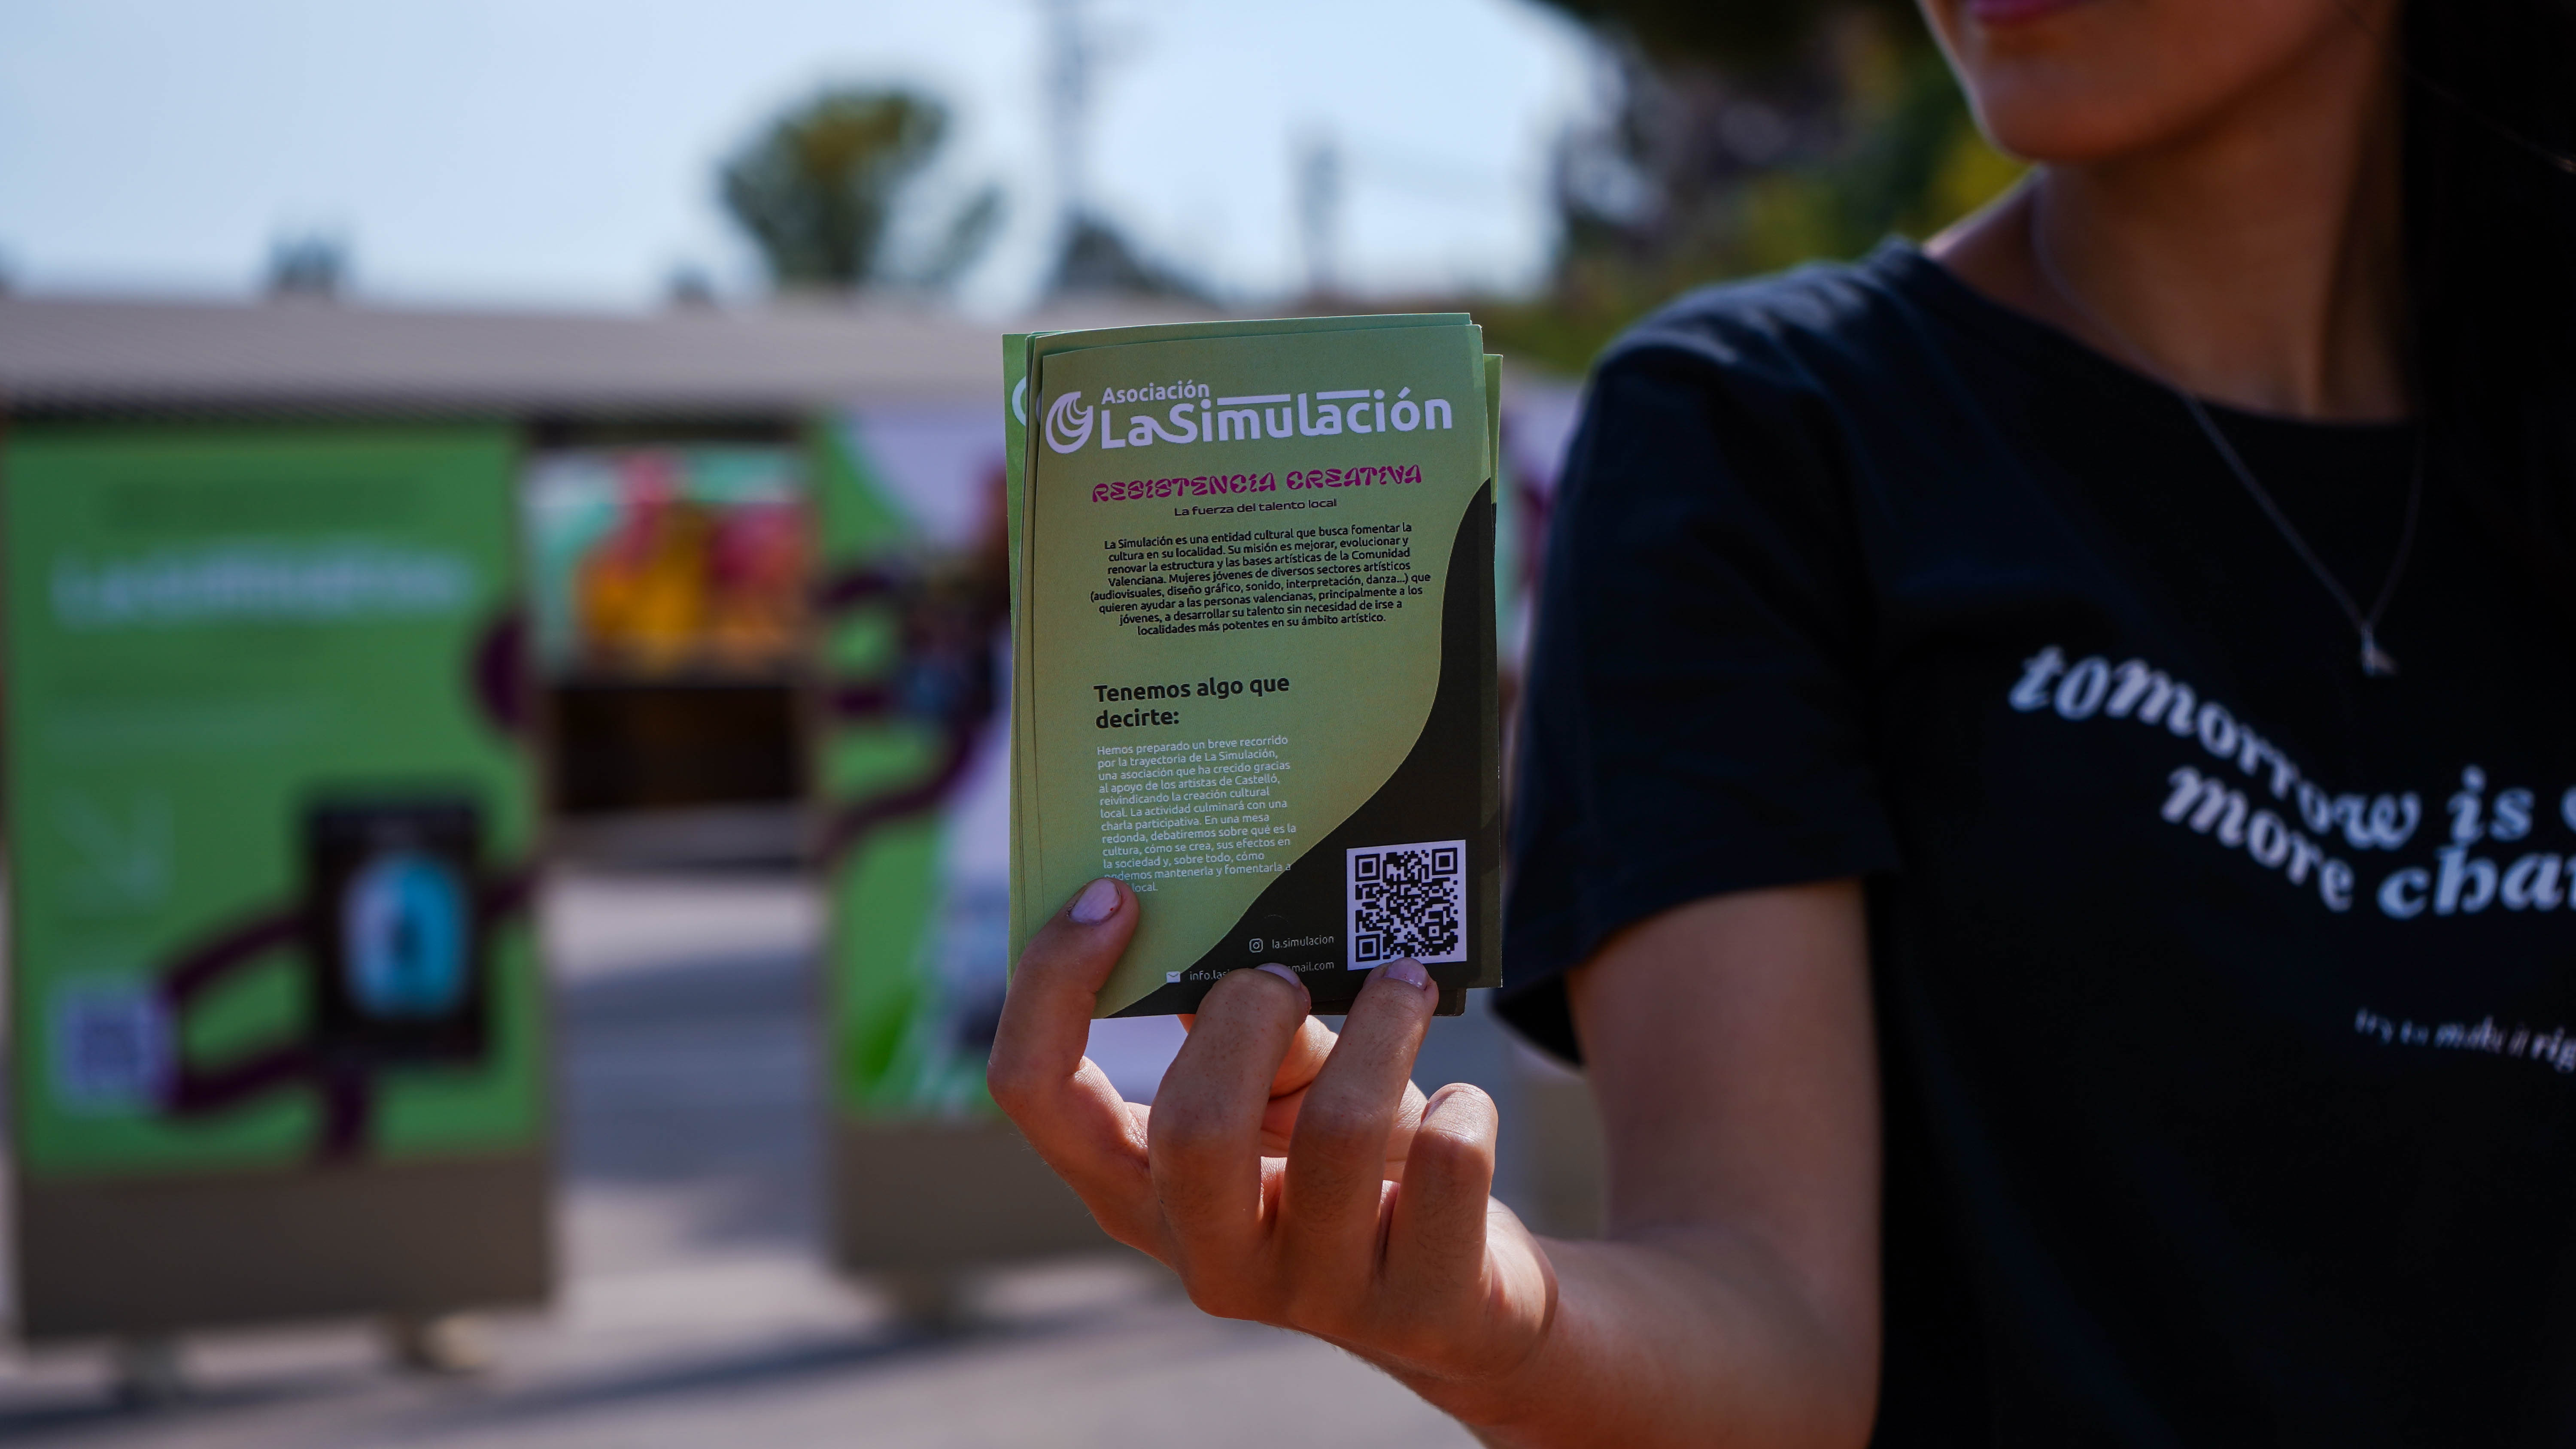 Asociación
LaSimulación
RESISTENCIA CREATIVA
La fuerza del talento local
La Simulación es una entidad cultural que busca fomentar la
cultura en su localidad. Su misión es mejorar, evolucionar y
renovar la estructura y las bases artísticas de la Comunidad
Valenciana. Mujeres jóvenes de diversos sectores artísticos
(audiovisuales, diseño gráfico, sonido, interpretación, danza...) que
quieren ayudar a las personas valencianas, principalmente a los
jóvenes, a desarrollar su talento sin necesidad de irse a
localidades más potentes en su ámbito artístico.
Tenemos algo que
decirte:
Hemos preparado un breve recorrido
por la trayectoria de La Simulación,
una asociación que ha crecido gracias
al apoyo de los artistas de Castelló,
reivindicando la creación cultural
local. La actividad culminará con una
charla participativa. En una mesa
redonda, debatiremos sobre qué es la
cultura, cómo se crea, sus efectos en
la sociedad y, sobre todo, cómo
podemos mantenerla y fomentarla a
local.
la.simulacion
tomorrow is
more
try to make it
LaSimulación